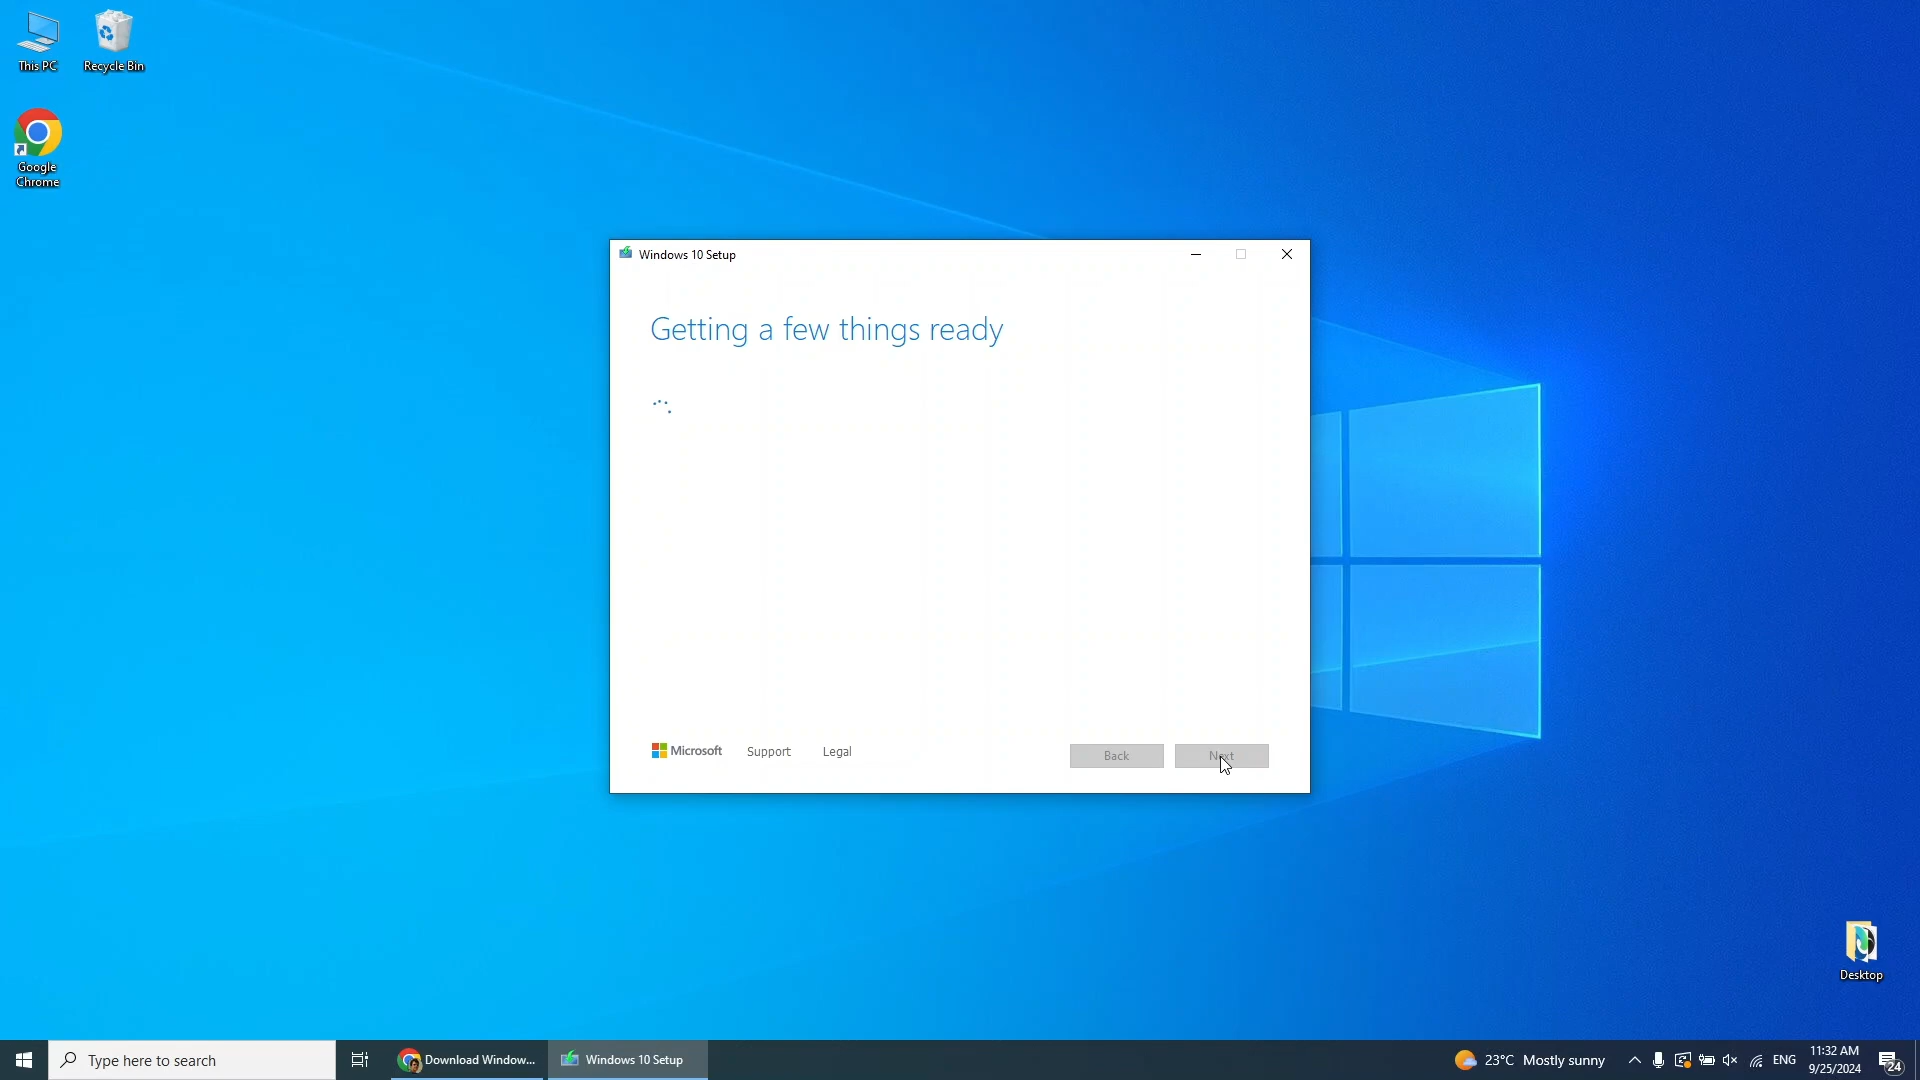 This PC
Recycle Bin
Google
Chrome
Windows 10 Setup
Getting a few things ready
Microsoft
Support
Legal
Back
Next
Desktop
Type here to search
Download Window...
Windows 10 Setup
23°C Mostly sunny
ENG
11:32 AM
9/25/2024
24